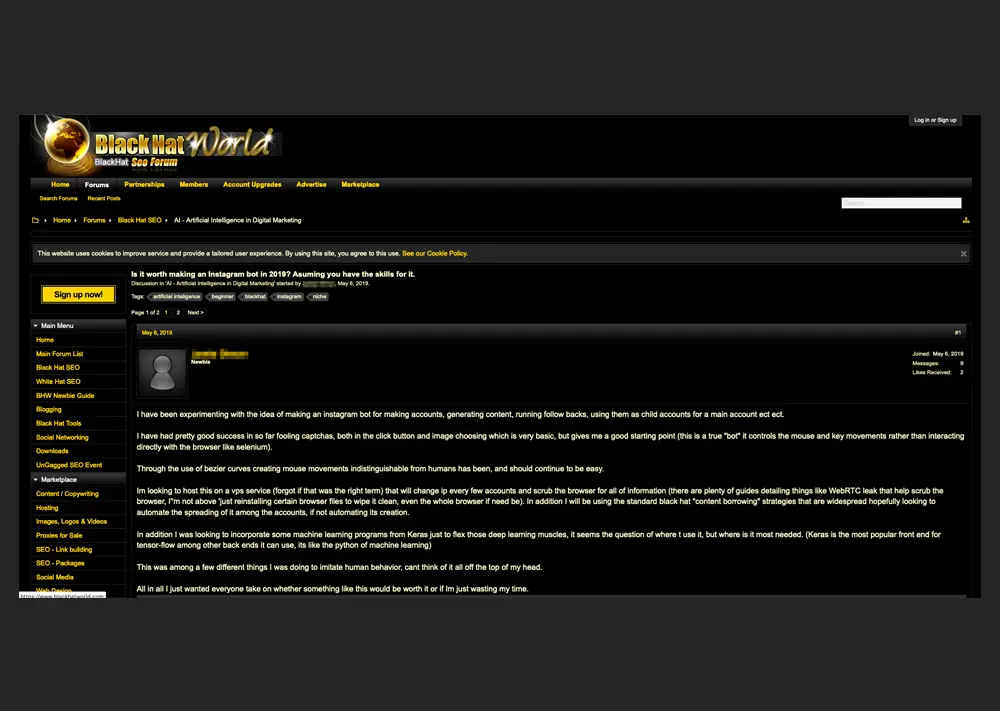 Log in or Sign up
BlackHat World
BlackHat Seo Forum
Home Forums Partnerships Members Account Upgrades Advertise Marketplace
Search Forums Recent Posts
Search...
Home Forums Black Hat SEO AI - Artificial Intelligence in Digital Marketing
This website uses cookies to improve service and provide a tailored user experience. By using this site, you agree to this use. See our Cookie Policy.
Sign up now!
Main Menu
Home
Main Forum List
Black Hat SEO
White Hat SEO
BHW Newbie Guide
Blogging
Black Hat Tools
Social Networking
Downloads
UnGagged SEO Event
Marketplace
Content / Copywriting
Hosting
Images, Logos & Videos
Proxies for Sale
SEO - Link building
SEO - Packages
Social Media
Web Design
https://www.blackhatworld.com
Is it worth making an Instagram bot in 2019? Asuming you have the skills for it.
Discussion in 'AI - Artificial Intelligence in Digital Marketing' started by , May 6, 2019.
Tags: artificial intelligence beginner blackhat instagram niche
Page 1 of 2 1 2 Next >
May 6, 2019 #1
Newbie
Joined: May 6, 2019
Messages: 9
Likes Received: 2
I have been experimenting with the idea of making an instagram bot for making accounts, generating content, running follow backs, using them as child accounts for a main account ect ect.
I have had pretty good success in so far fooling captchas, both in the click button and image choosing which is very basic, but gives me a good starting point (this is a true "bot" it controls the mouse and key movements rather than interacting
directly with the browser like selenium).
Through the use of bezier curves creating mouse movements indistinguishable from humans has been, and should continue to be easy.
Im looking to host this on a vps service (forgot if that was the right term) that will change ip every few accounts and scrub the browser for all of information (there are plenty of guides detailing things like WebRTC leak that help scrub the
browser, I"m not above 'just reinstalling certain browser files to wipe it clean, even the whole browser if need be). In addition I will be using the standard black hat "content borrowing" strategies that are widespread hopefully looking to
automate the spreading of it among the accounts, if not automating its creation.
In addition I was looking to incorporate some machine learning programs from Keras just to flex those deep learning muscles, it seems the question of where t use it, but where is it most needed. (Keras is the most popular front end for
tensor-flow among other back ends it can use, its like the python of machine learning)
This was among a few different things I was doing to imitate human behavior, cant think of it all off the top of my head.
All in all I just wanted everyone take on whether something like this would be worth it or if Im just wasting my time.